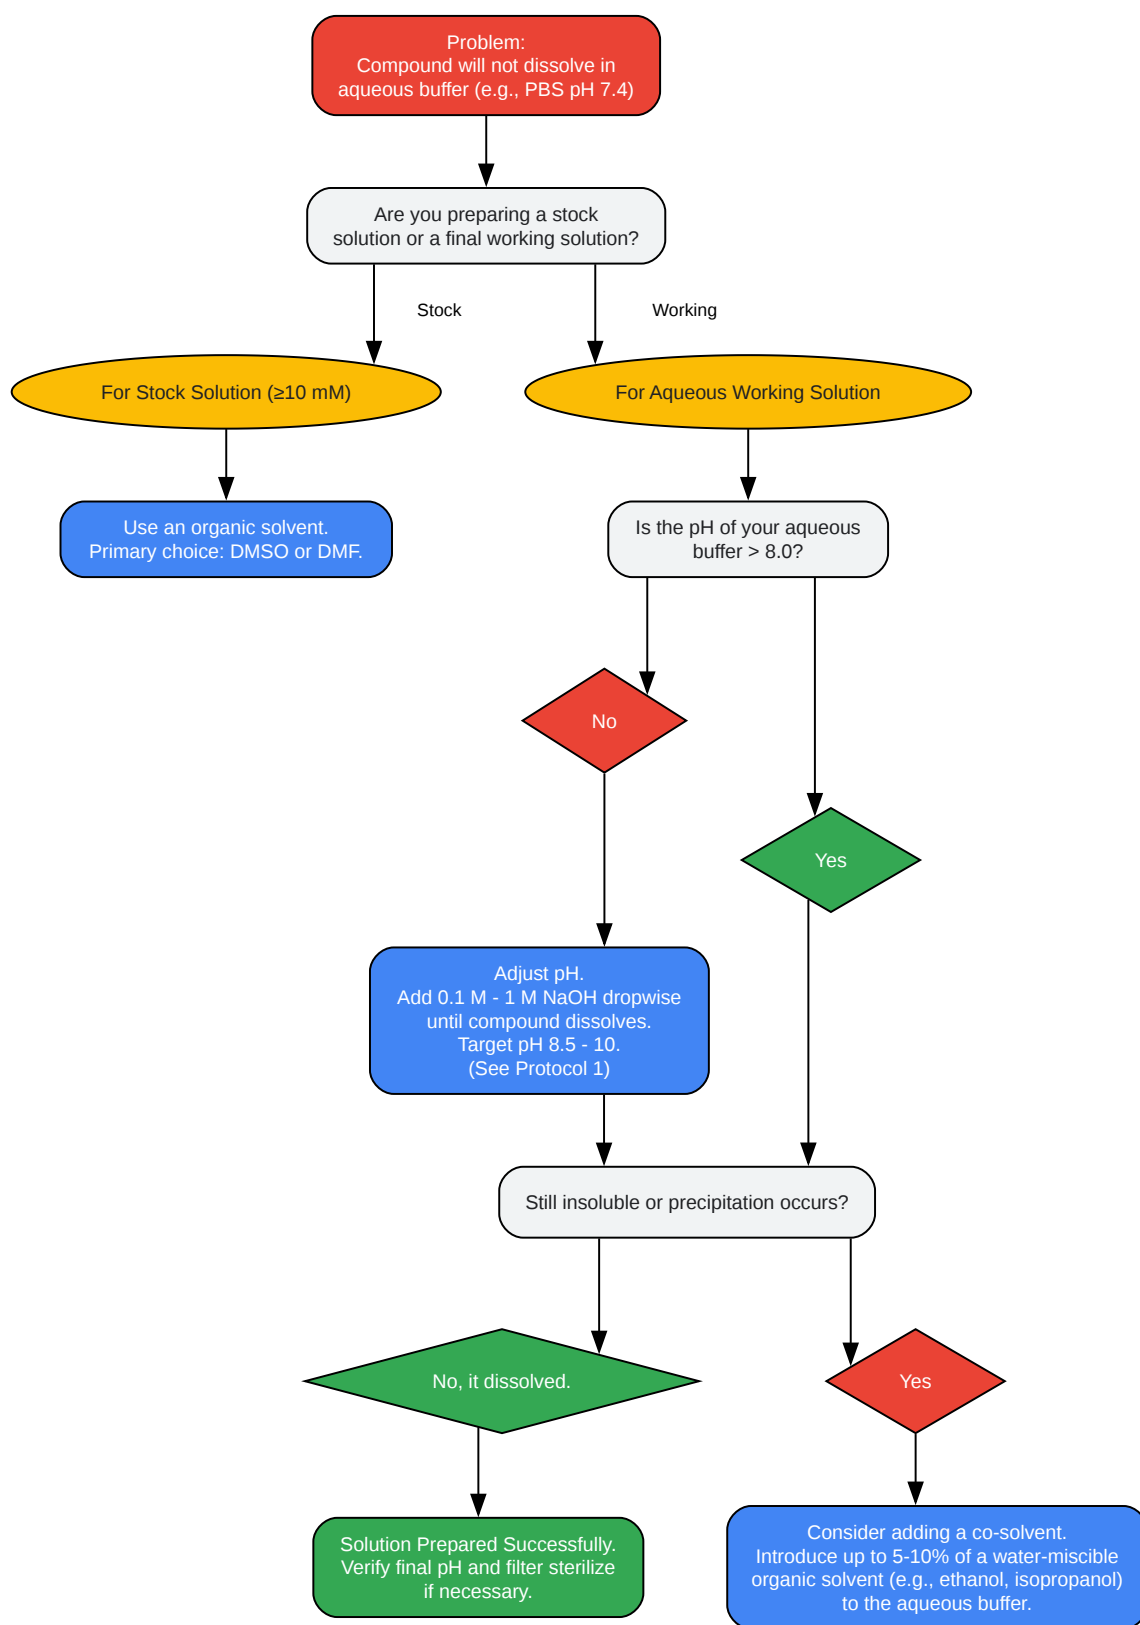 Problem:
Compound will not dissolve in
aqueous buffer (e.g., PBS pH 7.4)
Are you preparing a stock
solution or a final working solution?
Stock
Working
For Stock Solution (≥10 mM)
For Aqueous Working Solution
Use an organic solvent.
Primary choice: DMSO or DMF.
Is the pH of your aqueous
buffer > 8.0?
No
Yes
Adjust pH.
Add 0.1 M - 1 M NaOH dropwise
until compound dissolves.
Target pH 8.5 - 10.
(See Protocol 1)
Still insoluble or precipitation occurs?
No, it dissolved.
Yes
Solution Prepared Successfully.
Verify final pH and filter sterilize
if necessary.
Consider adding a co-solvent.
Introduce up to 5-10% of a water-miscible
organic solvent (e.g., ethanol, isopropanol)
to the aqueous buffer.